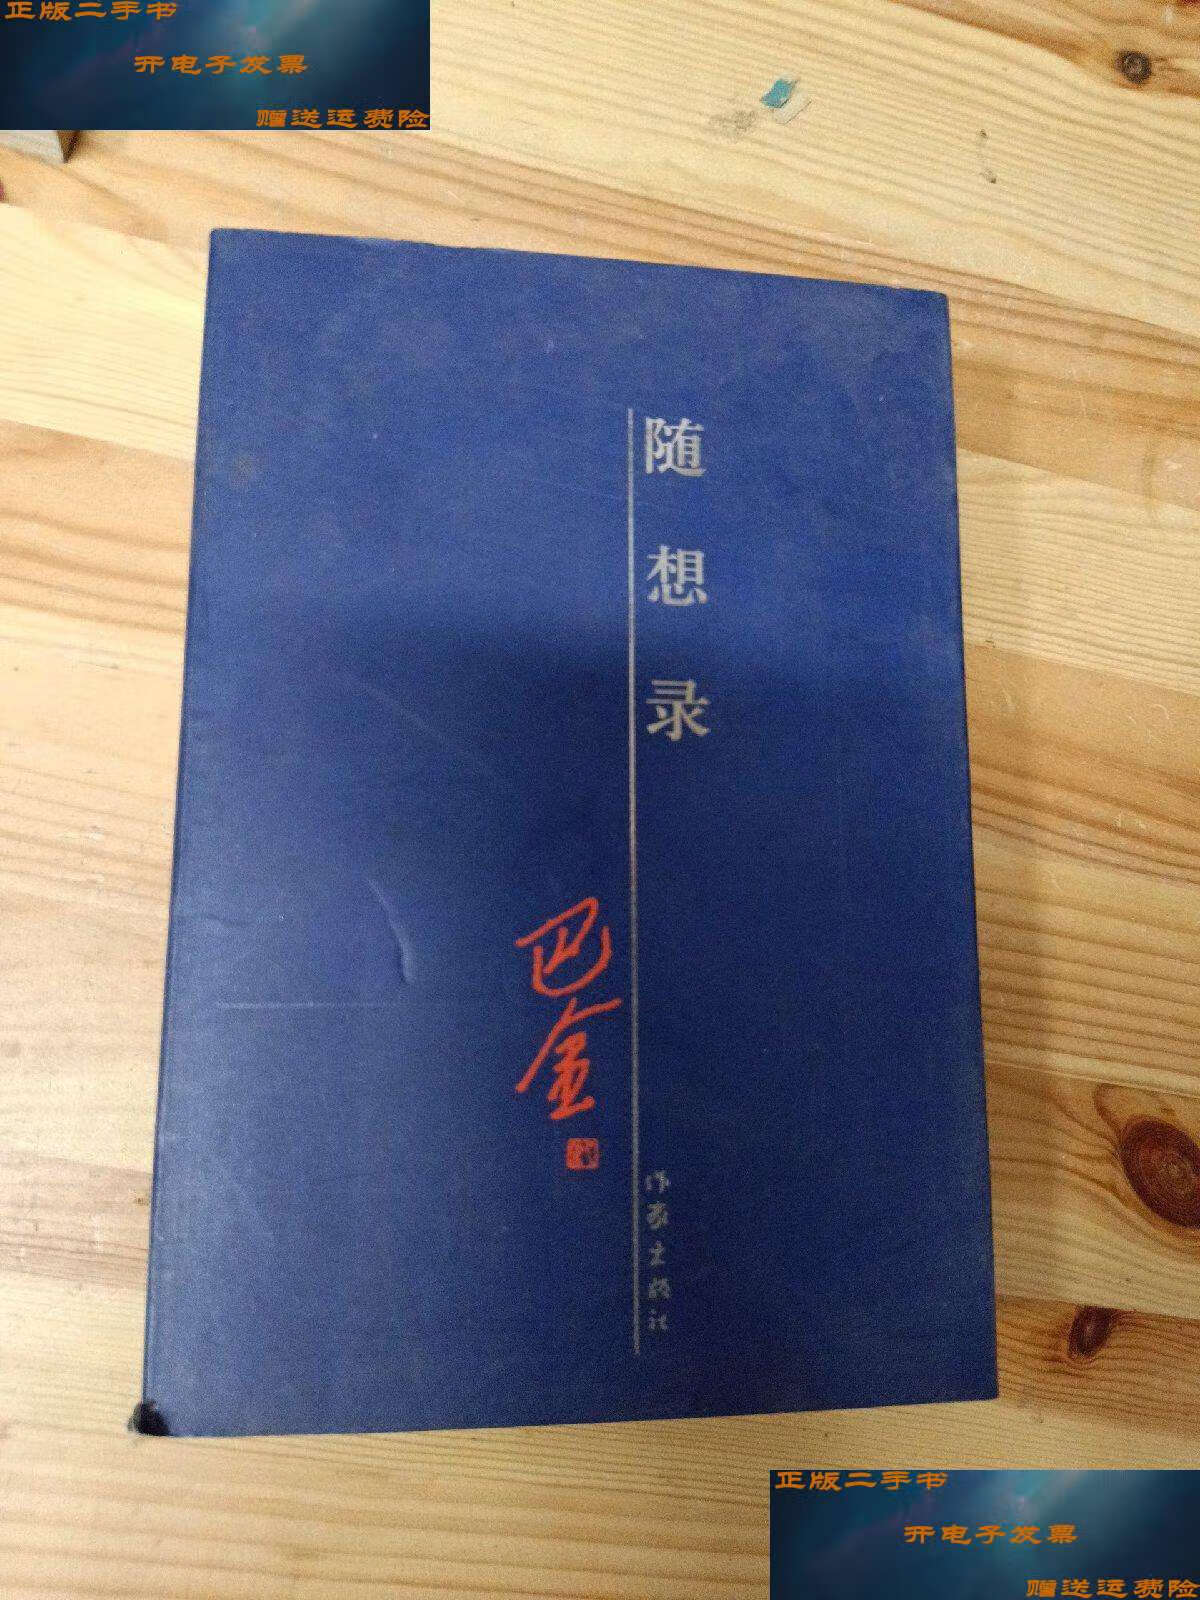 正版二手书
开电子发票
赠送运费险
随想录
巴金
作家出版社
正版二手书
开电子发票
赠送运费险